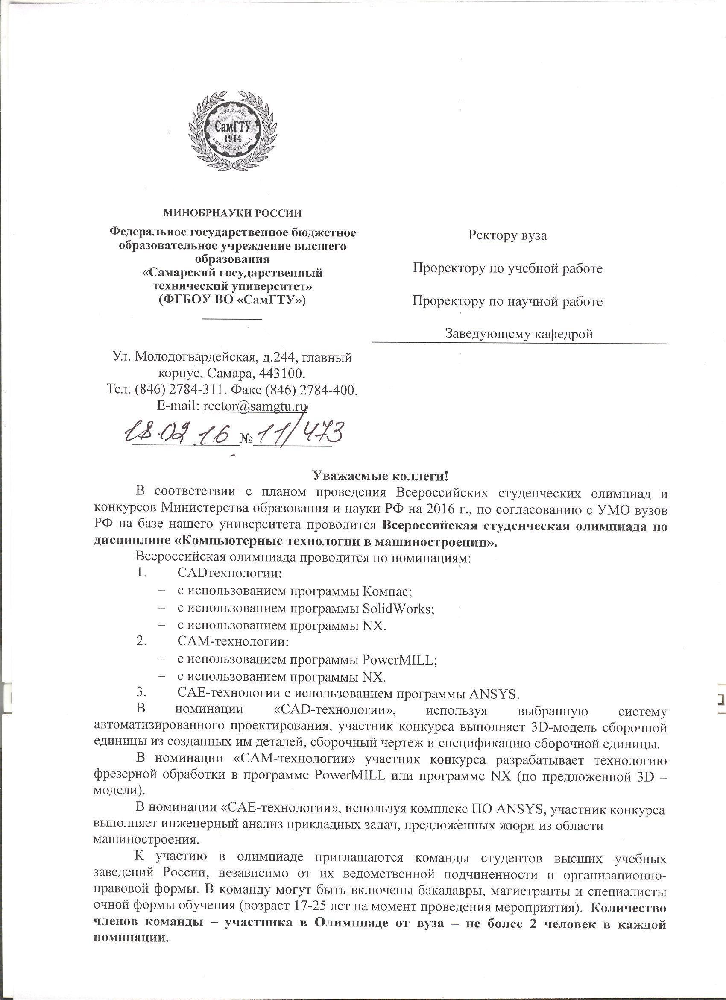 eruditio est lux
СамГТУ
1914
cum nobis successus
МИНОБРНАУКИ РОССИИ
Федеральное государственное бюджетное
образовательное учреждение высшего
образования
«Самарский государственный
технический университет»
(ФГБОУ ВО «СамГТУ»)
Ул. Молодогвардейская, д.244, главный
корпус, Самара, 443100.
Тел. (846) 2784-311. Факс (846) 2784-400.
E-mail: rector@samgtu.ru
18.02.16 № 11/473
Ректору вуза
Проректору по учебной работе
Проректору по научной работе
Заведующему кафедрой
Уважаемые коллеги!
В соответствии с планом проведения Всероссийских студенческих олимпиад и
конкурсов Министерства образования и науки РФ на 2016 г., по согласованию с УМО вузов
РФ на базе нашего университета проводится Всероссийская студенческая олимпиада по
дисциплине «Компьютерные технологии в машиностроении».
Всероссийская олимпиада проводится по номинациям:
1. CADтехнологии:
– с использованием программы Компас;
– с использованием программы SolidWorks;
– с использованием программы NX.
2. CAM-технологии:
– с использованием программы PowerMILL;
– с использованием программы NX.
3. CAE-технологии с использованием программы ANSYS.
В номинации «CAD-технологии», используя выбранную систему
автоматизированного проектирования, участник конкурса выполняет 3D-модель сборочной
единицы из созданных им деталей, сборочный чертеж и спецификацию сборочной единицы.
В номинации «CAM-технологии» участник конкурса разрабатывает технологию
фрезерной обработки в программе PowerMILL или программе NX (по предложенной 3D –
модели).
В номинации «CAE-технологии», используя комплекс ПО ANSYS, участник конкурса
выполняет инженерный анализ прикладных задач, предложенных жюри из области
машиностроения.
К участию в олимпиаде приглашаются команды студентов высших учебных
заведений России, независимо от их ведомственной подчиненности и организационно-
правовой формы. В команду могут быть включены бакалавры, магистранты и специалисты
очной формы обучения (возраст 17-25 лет на момент проведения мероприятия). Количество
членов команды – участника в Олимпиаде от вуза – не более 2 человек в каждой
номинации.